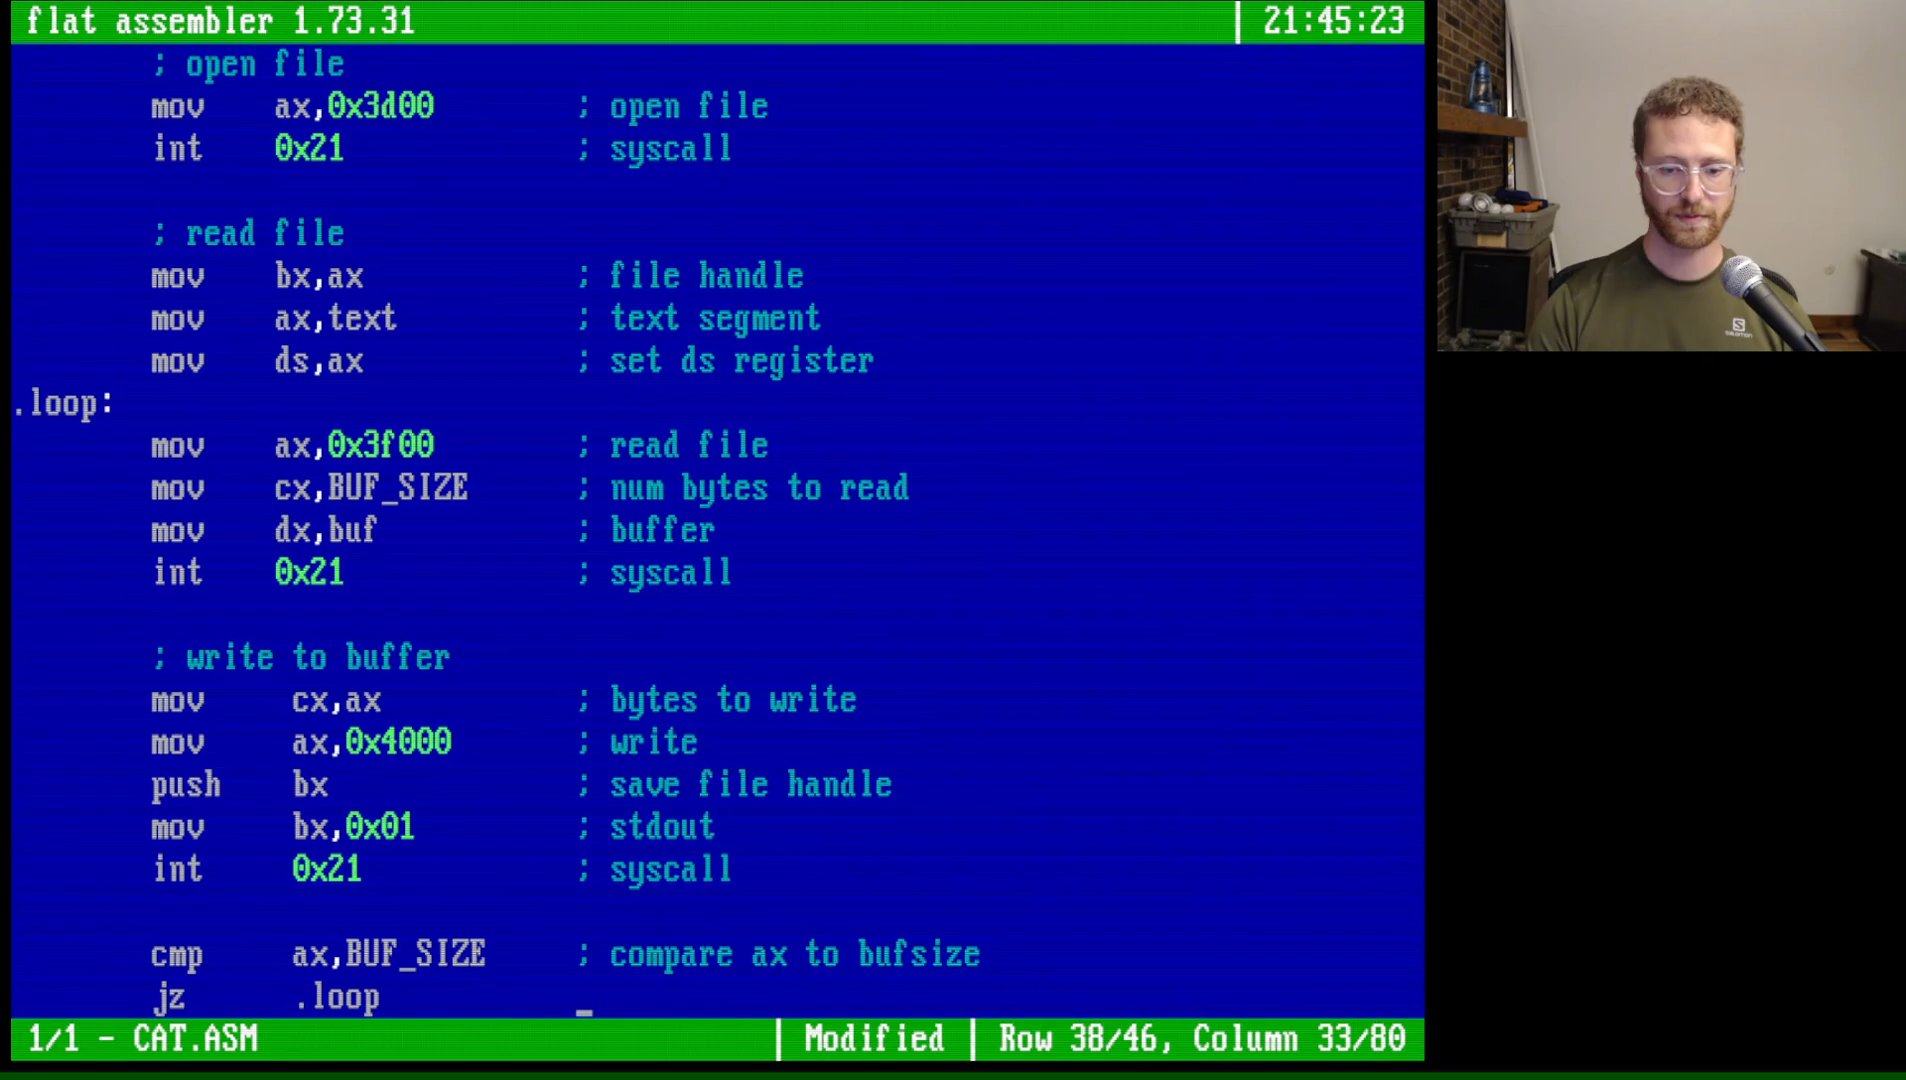 flat assembler 1.73.31 | 21:45:23
; open file
mov ax,0x3d00 ; open file
int 0x21 ; syscall
; read file
mov bx,ax ; file handle
mov ax,text ; text segment
mov ds,ax ; set ds register
.loop:
mov ax,0x3f00 ; read file
mov cx,BUF_SIZE ; num bytes to read
mov dx,buf ; buffer
int 0x21 ; syscall
; write to buffer
mov cx,ax ; bytes to write
mov ax,0x4000 ; write
push bx ; save file handle
mov bx,0x01 ; stdout
int 0x21 ; syscall
cmp ax,BUF_SIZE ; compare ax to bufsize
jz .loop _
1/1 - CAT.ASM | Modified | Row 38/46, Column 33/80
S
salomon